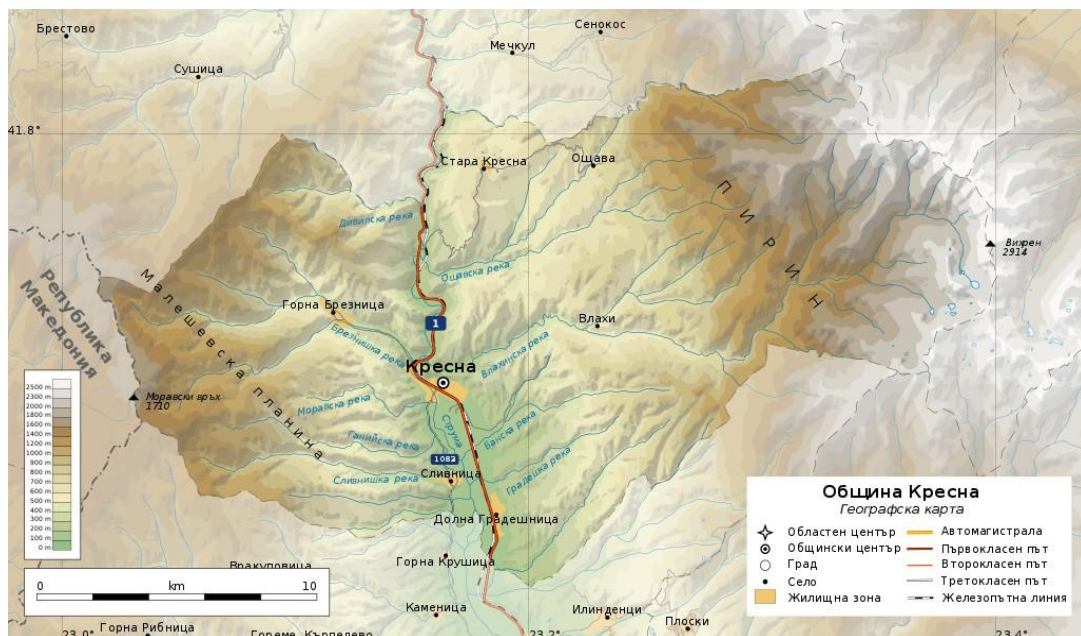 Брестово
Сенокос
Мечкул
Сушица
41.8°
Стара Кресна
Ощава
ПИРИН
Дивилска река
Вихрен
2914
Ощавска река
Република
Македония
Малешевска планина
Горна Брезница
1
Влахи
Брезнишка река
Влахинска река
Кресна
2500 m
2300 m
2000 m
1800 m
1600 m
1400 m
1200 m
1000 m
900 m
800 m
700 m
600 m
500 m
400 m
300 m
200 m
100 m
0 m
Моравски връх
1710
Моравска река
Струма
Банска река
Ганийска река
1083
Сливница
Сливнишка река
Градешка река
Долна Градешница
Община Кресна
Географска карта
Областен център
Общински център
Град
Село
Жилищна зона
Автомагистрала
Първокласен път
Второкласен път
Третокласен път
Железопътна линия
Горна Крушица
Вракуповица
0 km 10
Каменица
Илинденци
Плоски
23.0°
Горна Рибница
Гореме
Кърпелево
23.2°
23.4°